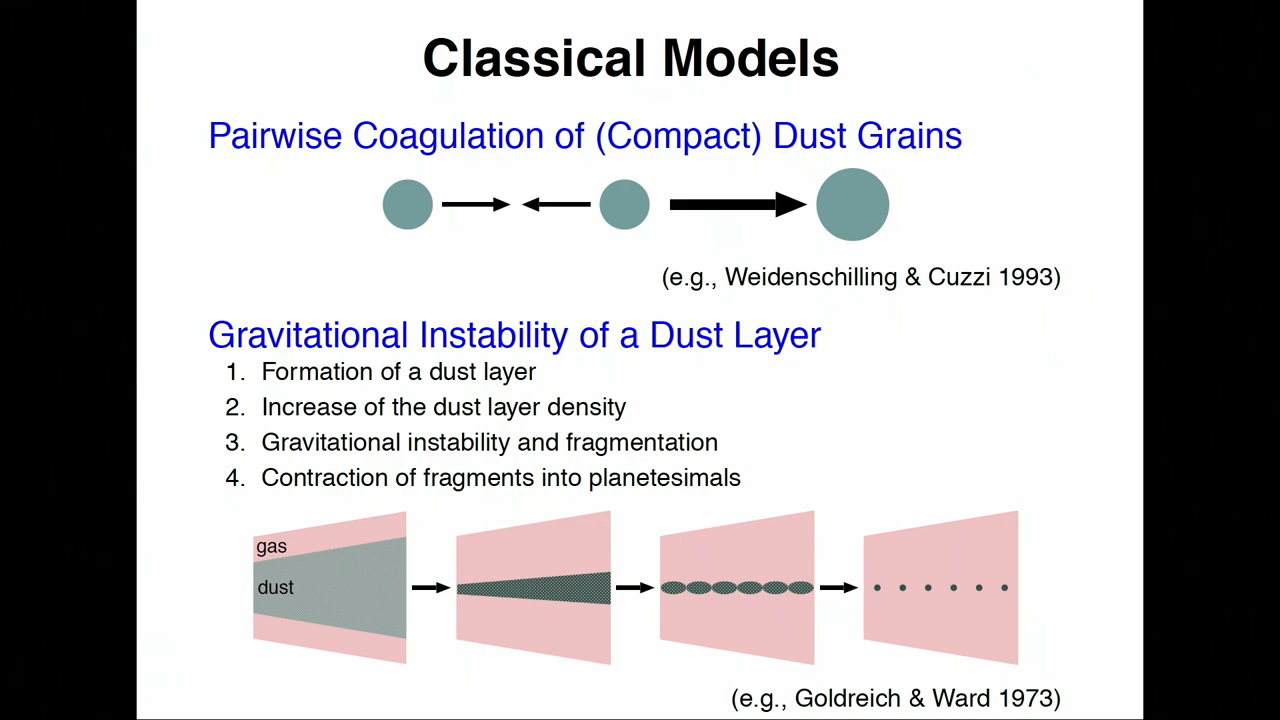 Classical Models
Pairwise Coagulation of (Compact) Dust Grains
(e.g., Weidenschilling & Cuzzi 1993)
Gravitational Instability of a Dust Layer
1. Formation of a dust layer
2. Increase of the dust layer density
3. Gravitational instability and fragmentation
4. Contraction of fragments into planetesimals
gas
dust
(e.g., Goldreich & Ward 1973)